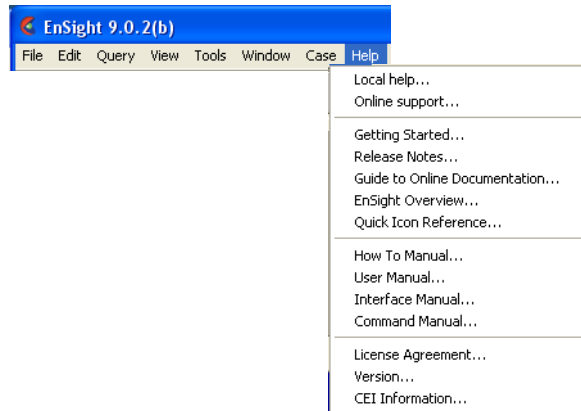 EnSight 9.0.2(b)
File Edit Query View Tools Window Case Help
Local help...
Online support...
Getting Started...
Release Notes...
Guide to Online Documentation...
EnSight Overview...
Quick Icon Reference...
How To Manual...
User Manual...
Interface Manual...
Command Manual...
License Agreement...
Version...
CEI Information...